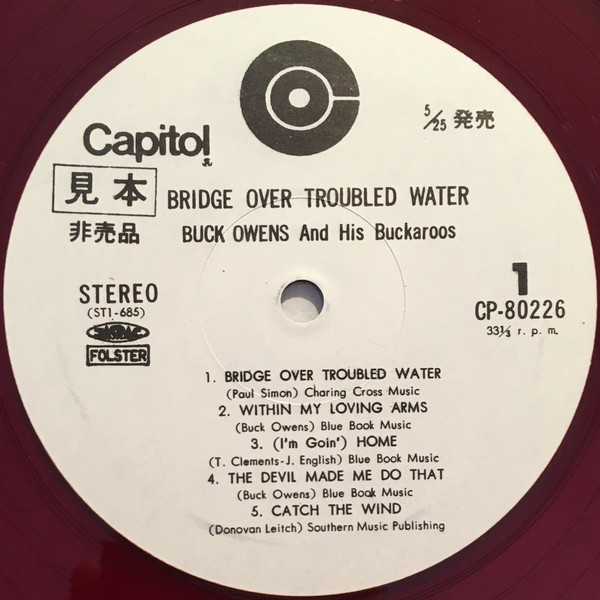 5/25 発売
Capitol
R
見本
BRIDGE OVER TROUBLED WATER
非売品
BUCK OWENS And His Buckaroos
STEREO
(ST1-685)
1
CP-80226
33⅓ r. p. m.
FOLSTER
1. BRIDGE OVER TROUBLED WATER
(Paul Simon) Charing Cross Music
2. WITHIN MY LOVING ARMS
(Buck Owens) Blue Book Music
3. (I'm Goin') HOME
(T. Clements-J. English) Blue Book Music
4. THE DEVIL MADE ME DO THAT
(Buck Owens) Blue Book Music
5. CATCH THE WIND
(Donovan Leitch) Southern Music Publishing